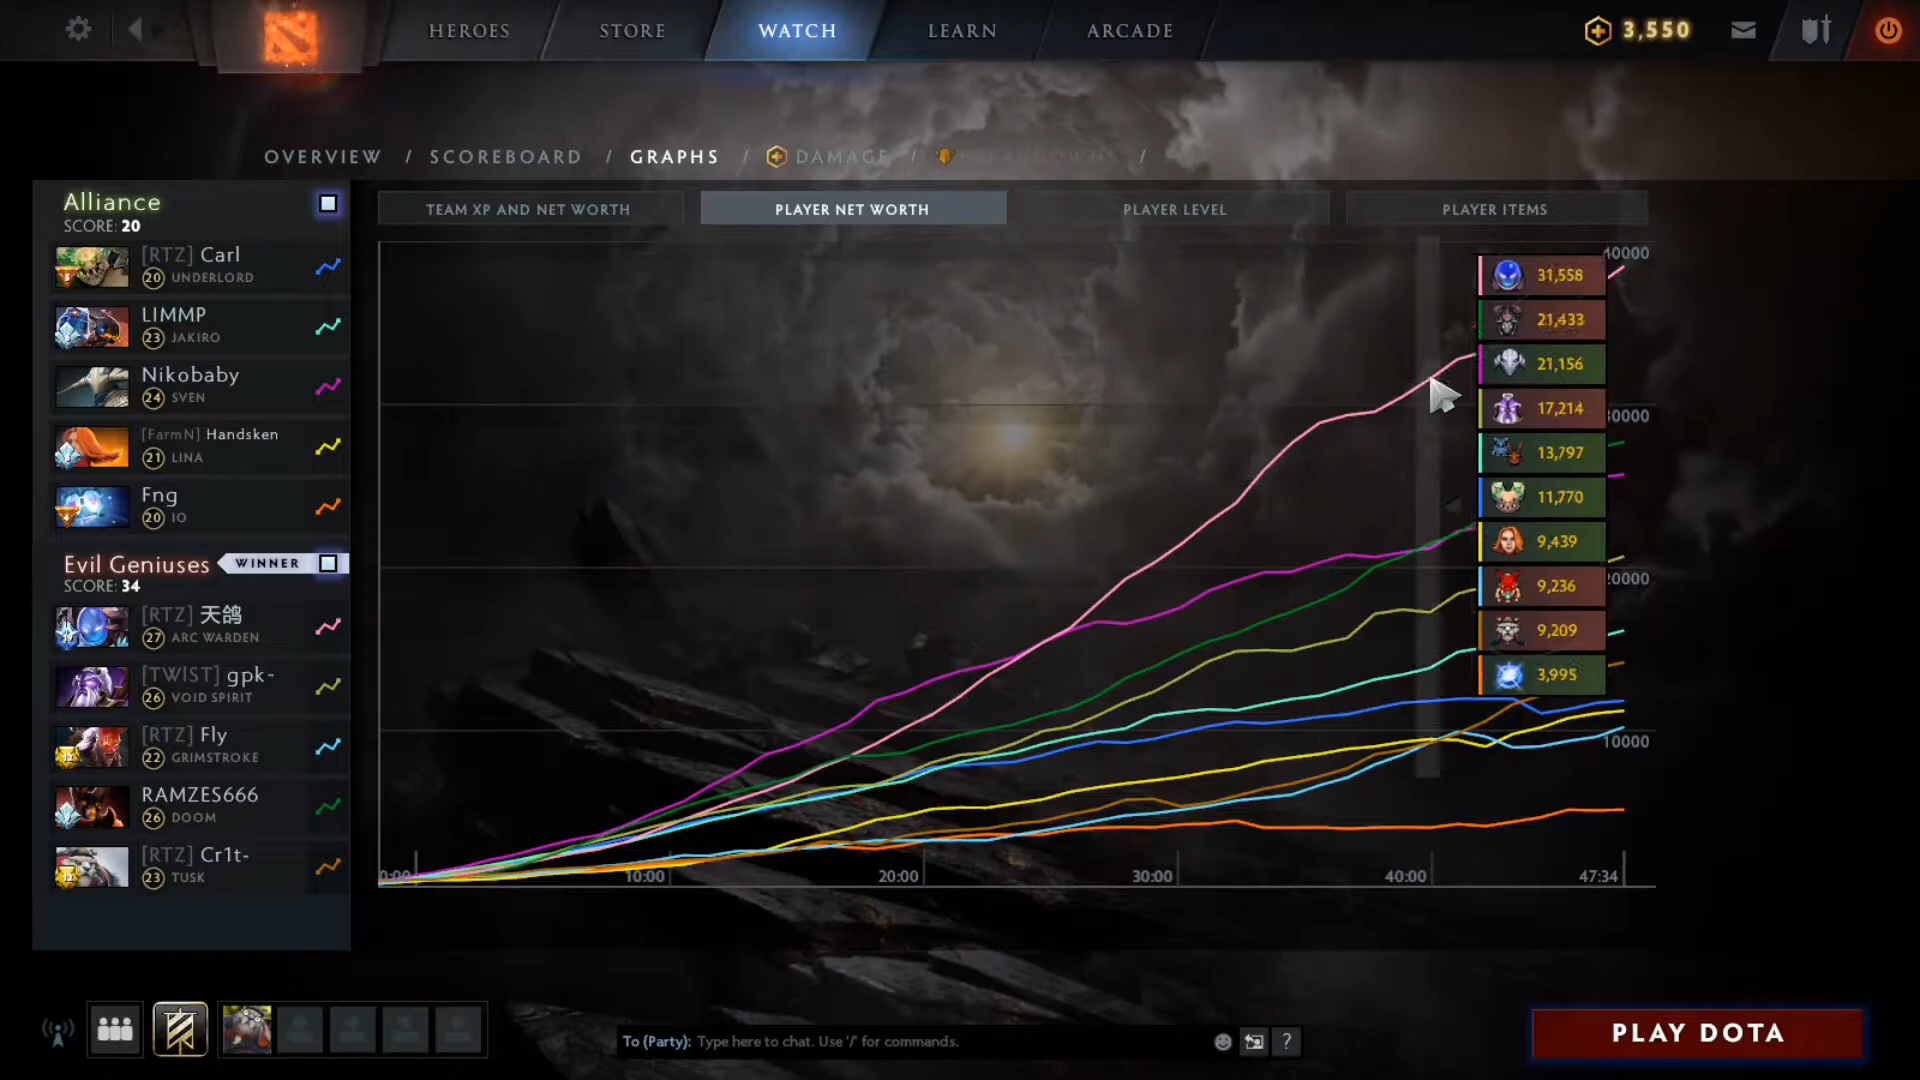 HEROES
STORE
WATCH
LEARN
ARCADE
3,550
OVERVIEW / SCOREBOARD / GRAPHS / DAMAGE / /
Alliance
SCORE: 20
[RTZ] Carl
20 UNDERLORD
LIMMP
23 JAKIRO
Nikobaby
24 SVEN
[FarmN] Handsken
21 LINA
Fng
20 IO
Evil Geniuses WINNER
SCORE: 34
[RTZ] 天鸽
27 ARC WARDEN
[TWIST] gpk-
26 VOID SPIRIT
[RTZ] Fly
22 GRIMSTROKE
RAMZES666
26 DOOM
[RTZ] Cr1t-
23 TUSK
TEAM XP AND NET WORTH
PLAYER NET WORTH
PLAYER LEVEL
PLAYER ITEMS
40000
30000
20000
10000
31,558
21,433
21,156
17,214
13,797
11,770
9,439
9,236
9,209
3,995
0:00
10:00
20:00
30:00
40:00
47:34
To (Party): Type here to chat. Use '/' for commands.
?
PLAY DOTA